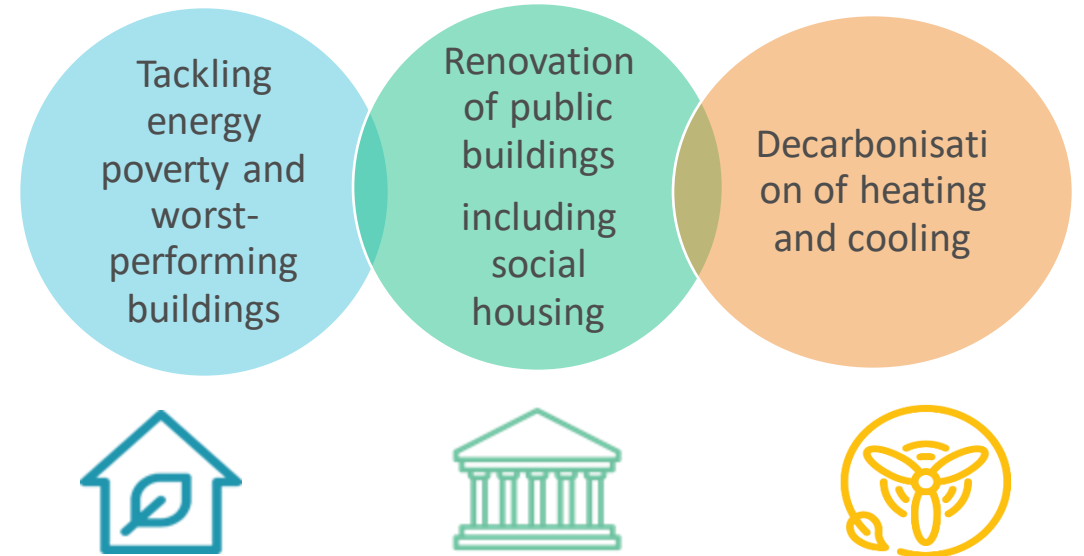 Tackling
energy
poverty and
worst-
performing
buildings
Renovation
of public
buildings
including
social
housing
Decarbonisati
on of heating
and cooling